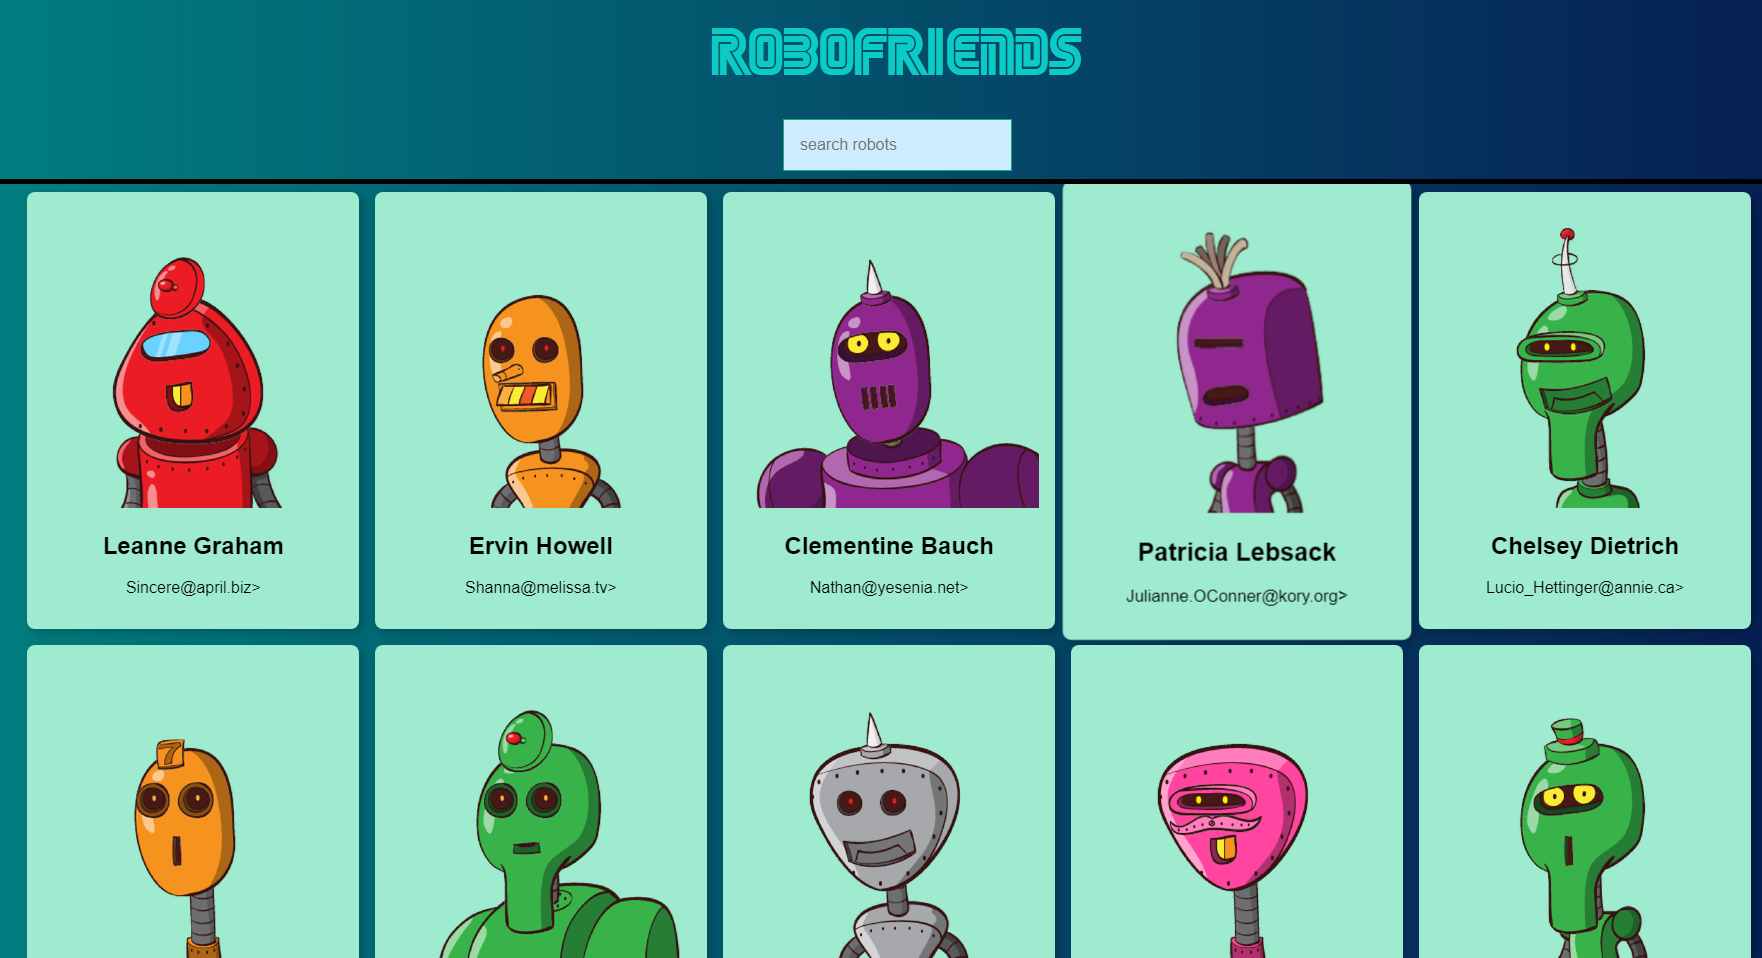 ROBOFRIENDS
search robots
Leanne Graham
Sincere@april.biz>
Ervin Howell
Shanna@melissa.tv>
Clementine Bauch
Nathan@yesenia.net>
Patricia Lebsack
Julianne.OConner@kory.org>
Chelsey Dietrich
Lucio_Hettinger@annie.ca>
7